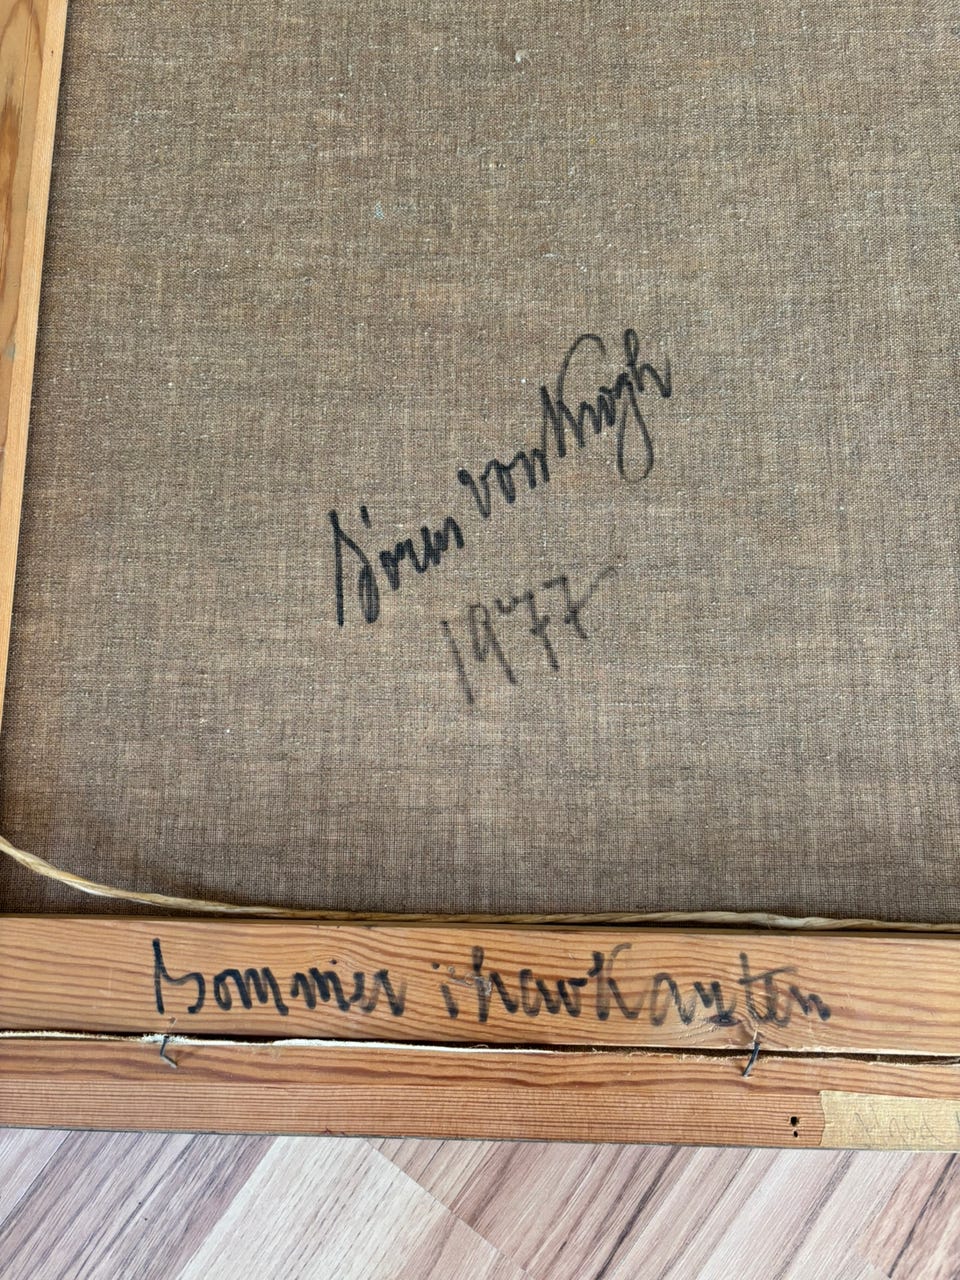 Sören von Krogh
1977
Sommer i havKanten